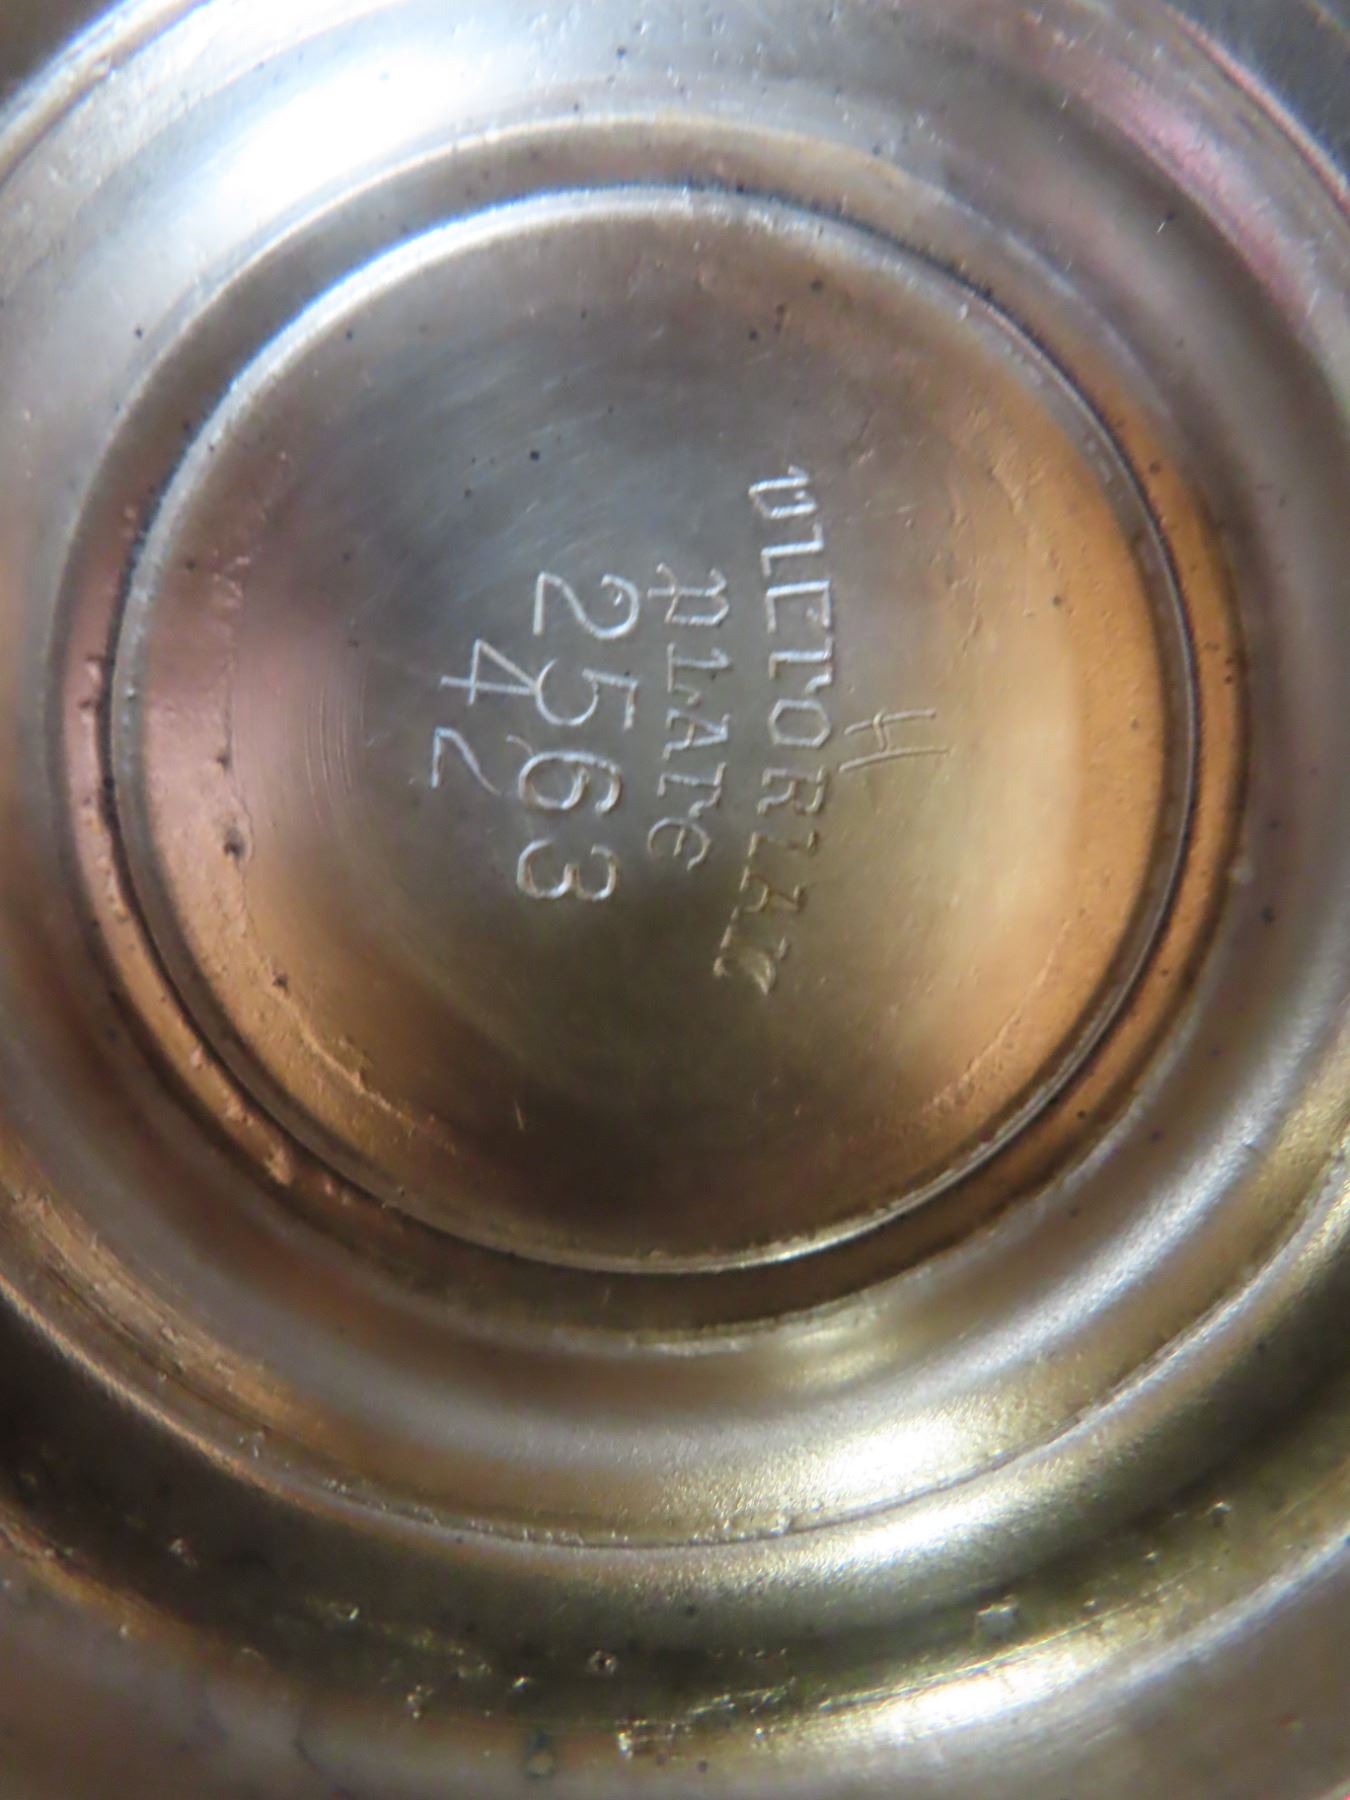 H
VICTORIAN
PLATE
2563
42